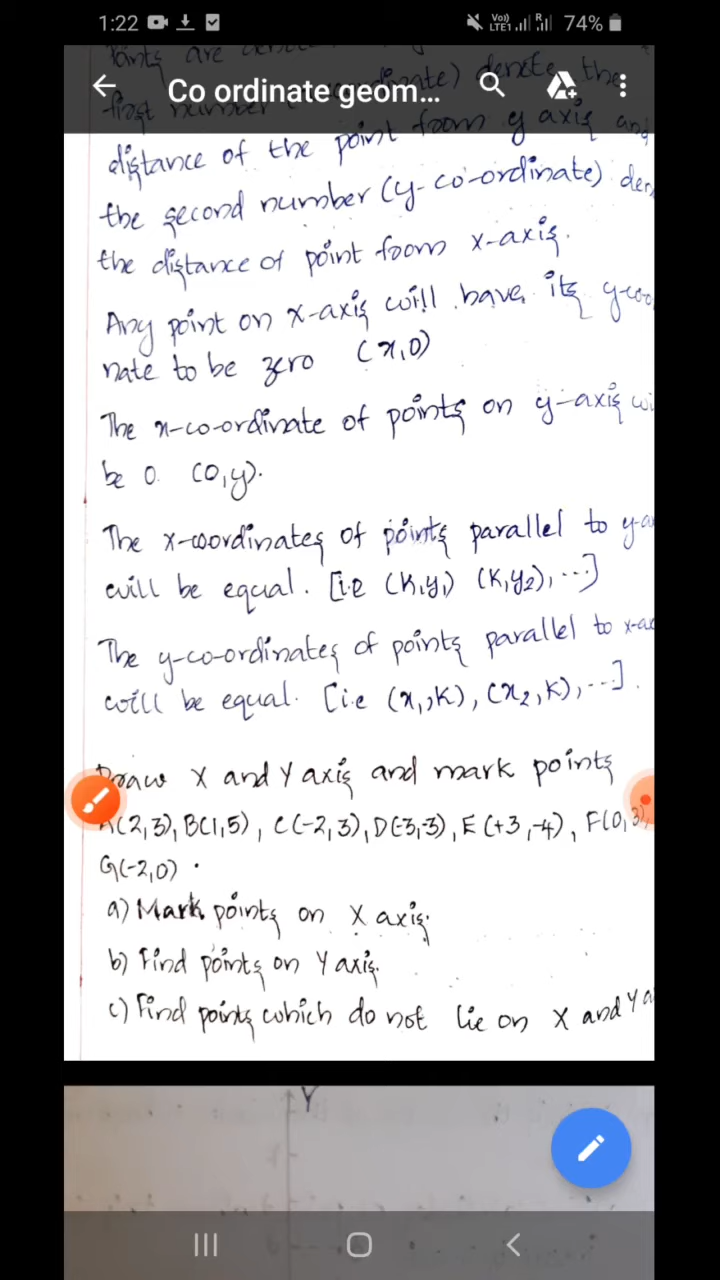 1:22 Vo)) LTE1 R 74%
Co ordinate geom...
distance of the point from y axis and
the second number (y-co-ordinate) den
the distance of point from x-axis.
Any point on x-axis will have its y-coo
nate to be zero (x,0)
The x-co-ordinate of points on y-axis wi
be 0. (0,y).
The x-coordinates of points parallel to y-a
will be equal. [i.e (K,y₁) (K,y₂), ...]
The y-co-ordinates of points parallel to x-ax
will be equal. [i.e (x₁,K), (x₂,K), ...].
Draw X and Y axis and mark points
A(2,3), B(1,5), C(-2,3), D(-3,-3), E(+3,-4), F(0,3),
G(-2,0).
a) Mark points on X axis.
b) Find points on Y axis.
c) Find points which do not lie on X and Y a
Y